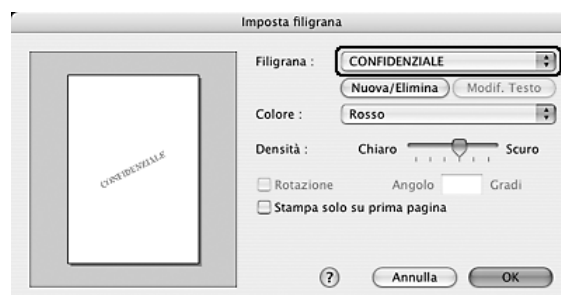 Imposta filigrana
Filigrana : CONFIDENZIALE
Nuova/Elimina Modif. Testo
Colore : Rosso
Densità : Chiaro Scuro
CONFIDENZIALE
Rotazione Angolo Gradi
Stampa solo su prima pagina
? Annulla OK